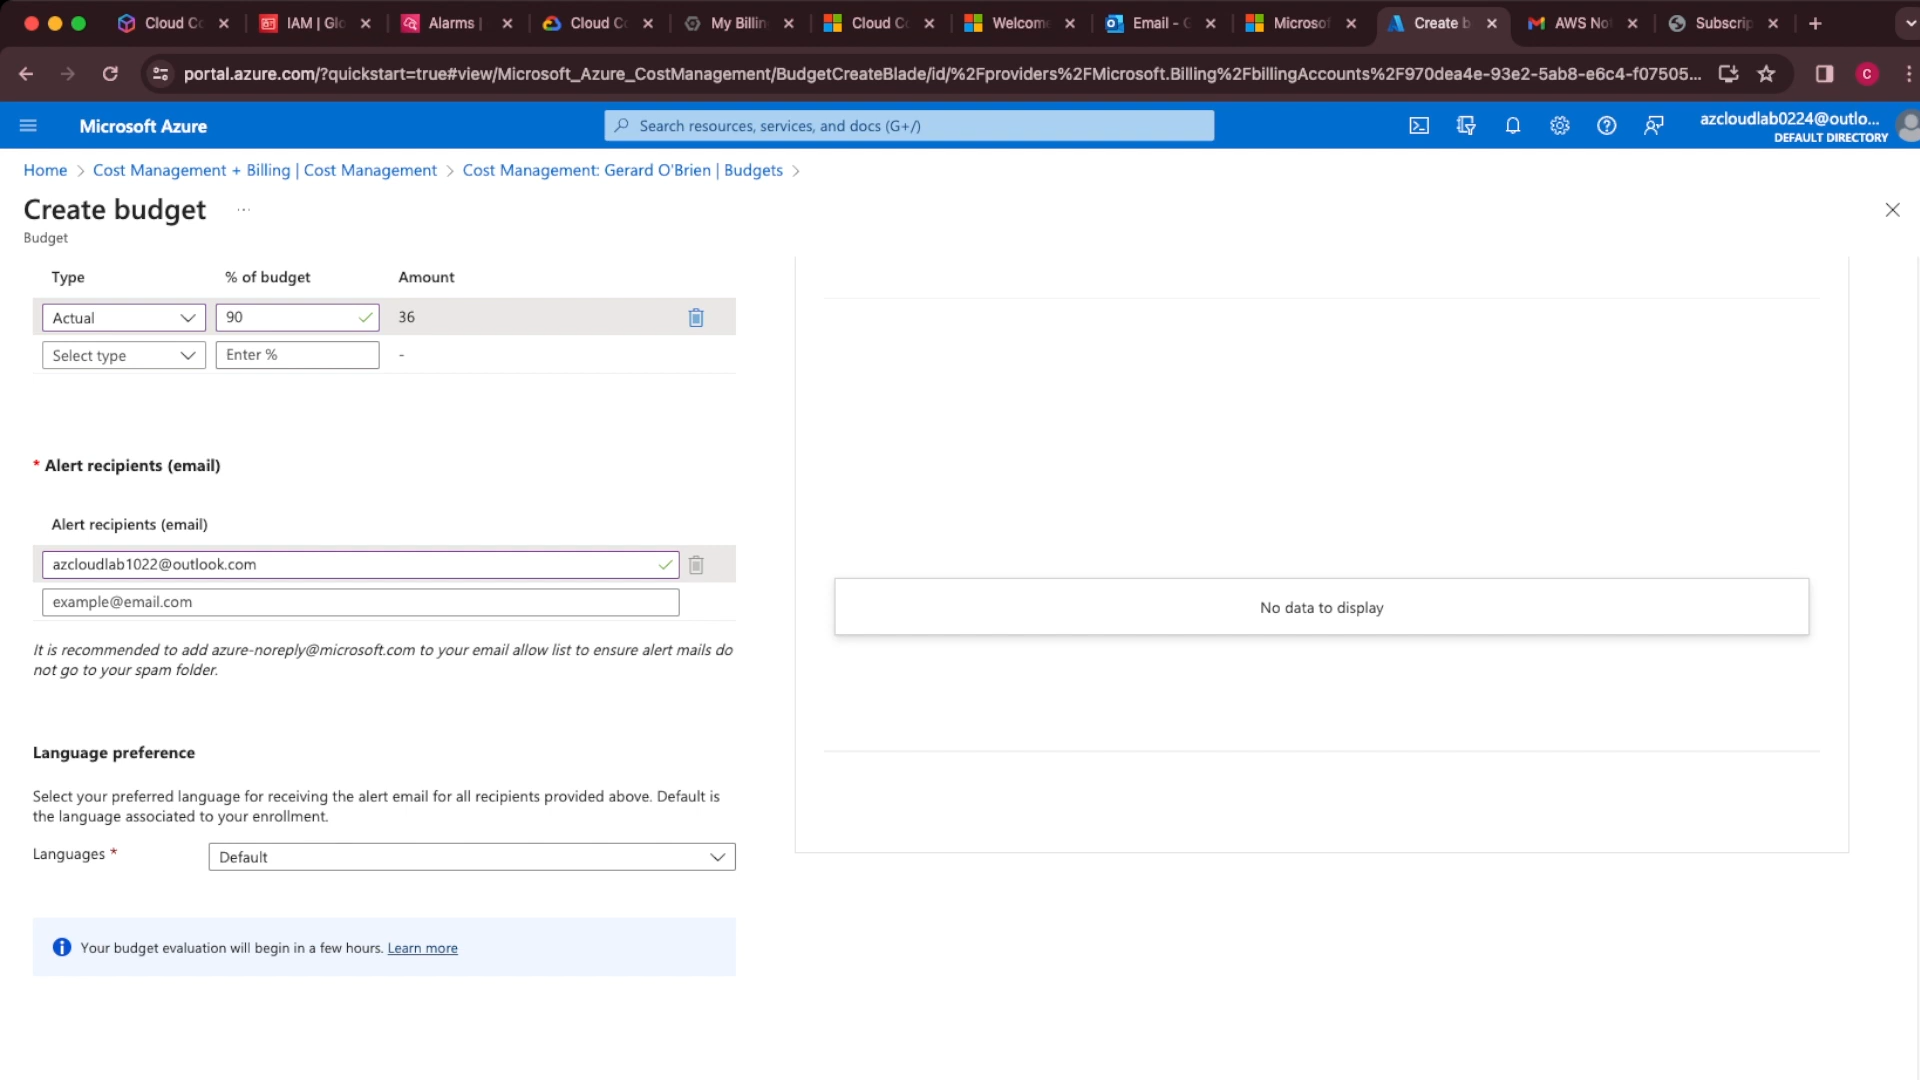 Cloud Co
IAM | Glo
Alarms |
Cloud Co
My Billin
Cloud Co
Welcome
Email - G
Microsof
Create b
AWS Not
Subscrip
portal.azure.com/?quickstart=true#view/Microsoft_Azure_CostManagement/BudgetCreateBlade/id/%2Fproviders%2FMicrosoft.Billing%2FbillingAccounts%2F970dea4e-93e2-5ab8-e6c4-f07505...
C
Microsoft Azure
Search resources, services, and docs (G+/)
azcloudlab0224@outlo...
DEFAULT DIRECTORY
Home > Cost Management + Billing | Cost Management > Cost Management: Gerard O'Brien | Budgets >
Create budget ...
Budget
Type % of budget Amount
Actual 90 36
Select type Enter % -
* Alert recipients (email)
Alert recipients (email)
azcloudlab1022@outlook.com
example@email.com
It is recommended to add azure-noreply@microsoft.com to your email allow list to ensure alert mails do
not go to your spam folder.
Language preference
Select your preferred language for receiving the alert email for all recipients provided above. Default is
the language associated to your enrollment.
Languages * Default
Your budget evaluation will begin in a few hours. Learn more
No data to display